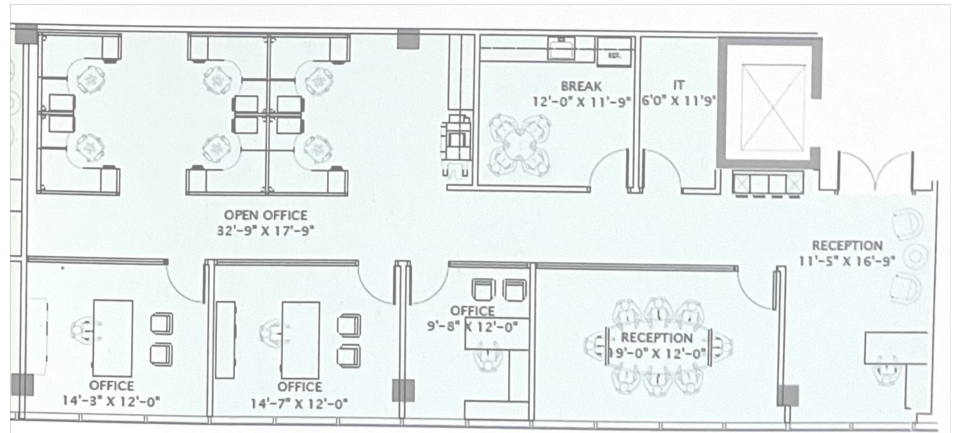 BREAK
12'-0" X 11'-9"
IT
6'0" X 11'9"
REF.
OPEN OFFICE
32'-9" X 17'-9"
RECEPTION
11'-5" X 16'-9"
OFFICE
9'-8" X 12'-0"
RECEPTION
19'-0" X 12'-0"
OFFICE
14'-3" X 12'-0"
OFFICE
14'-7" X 12'-0"